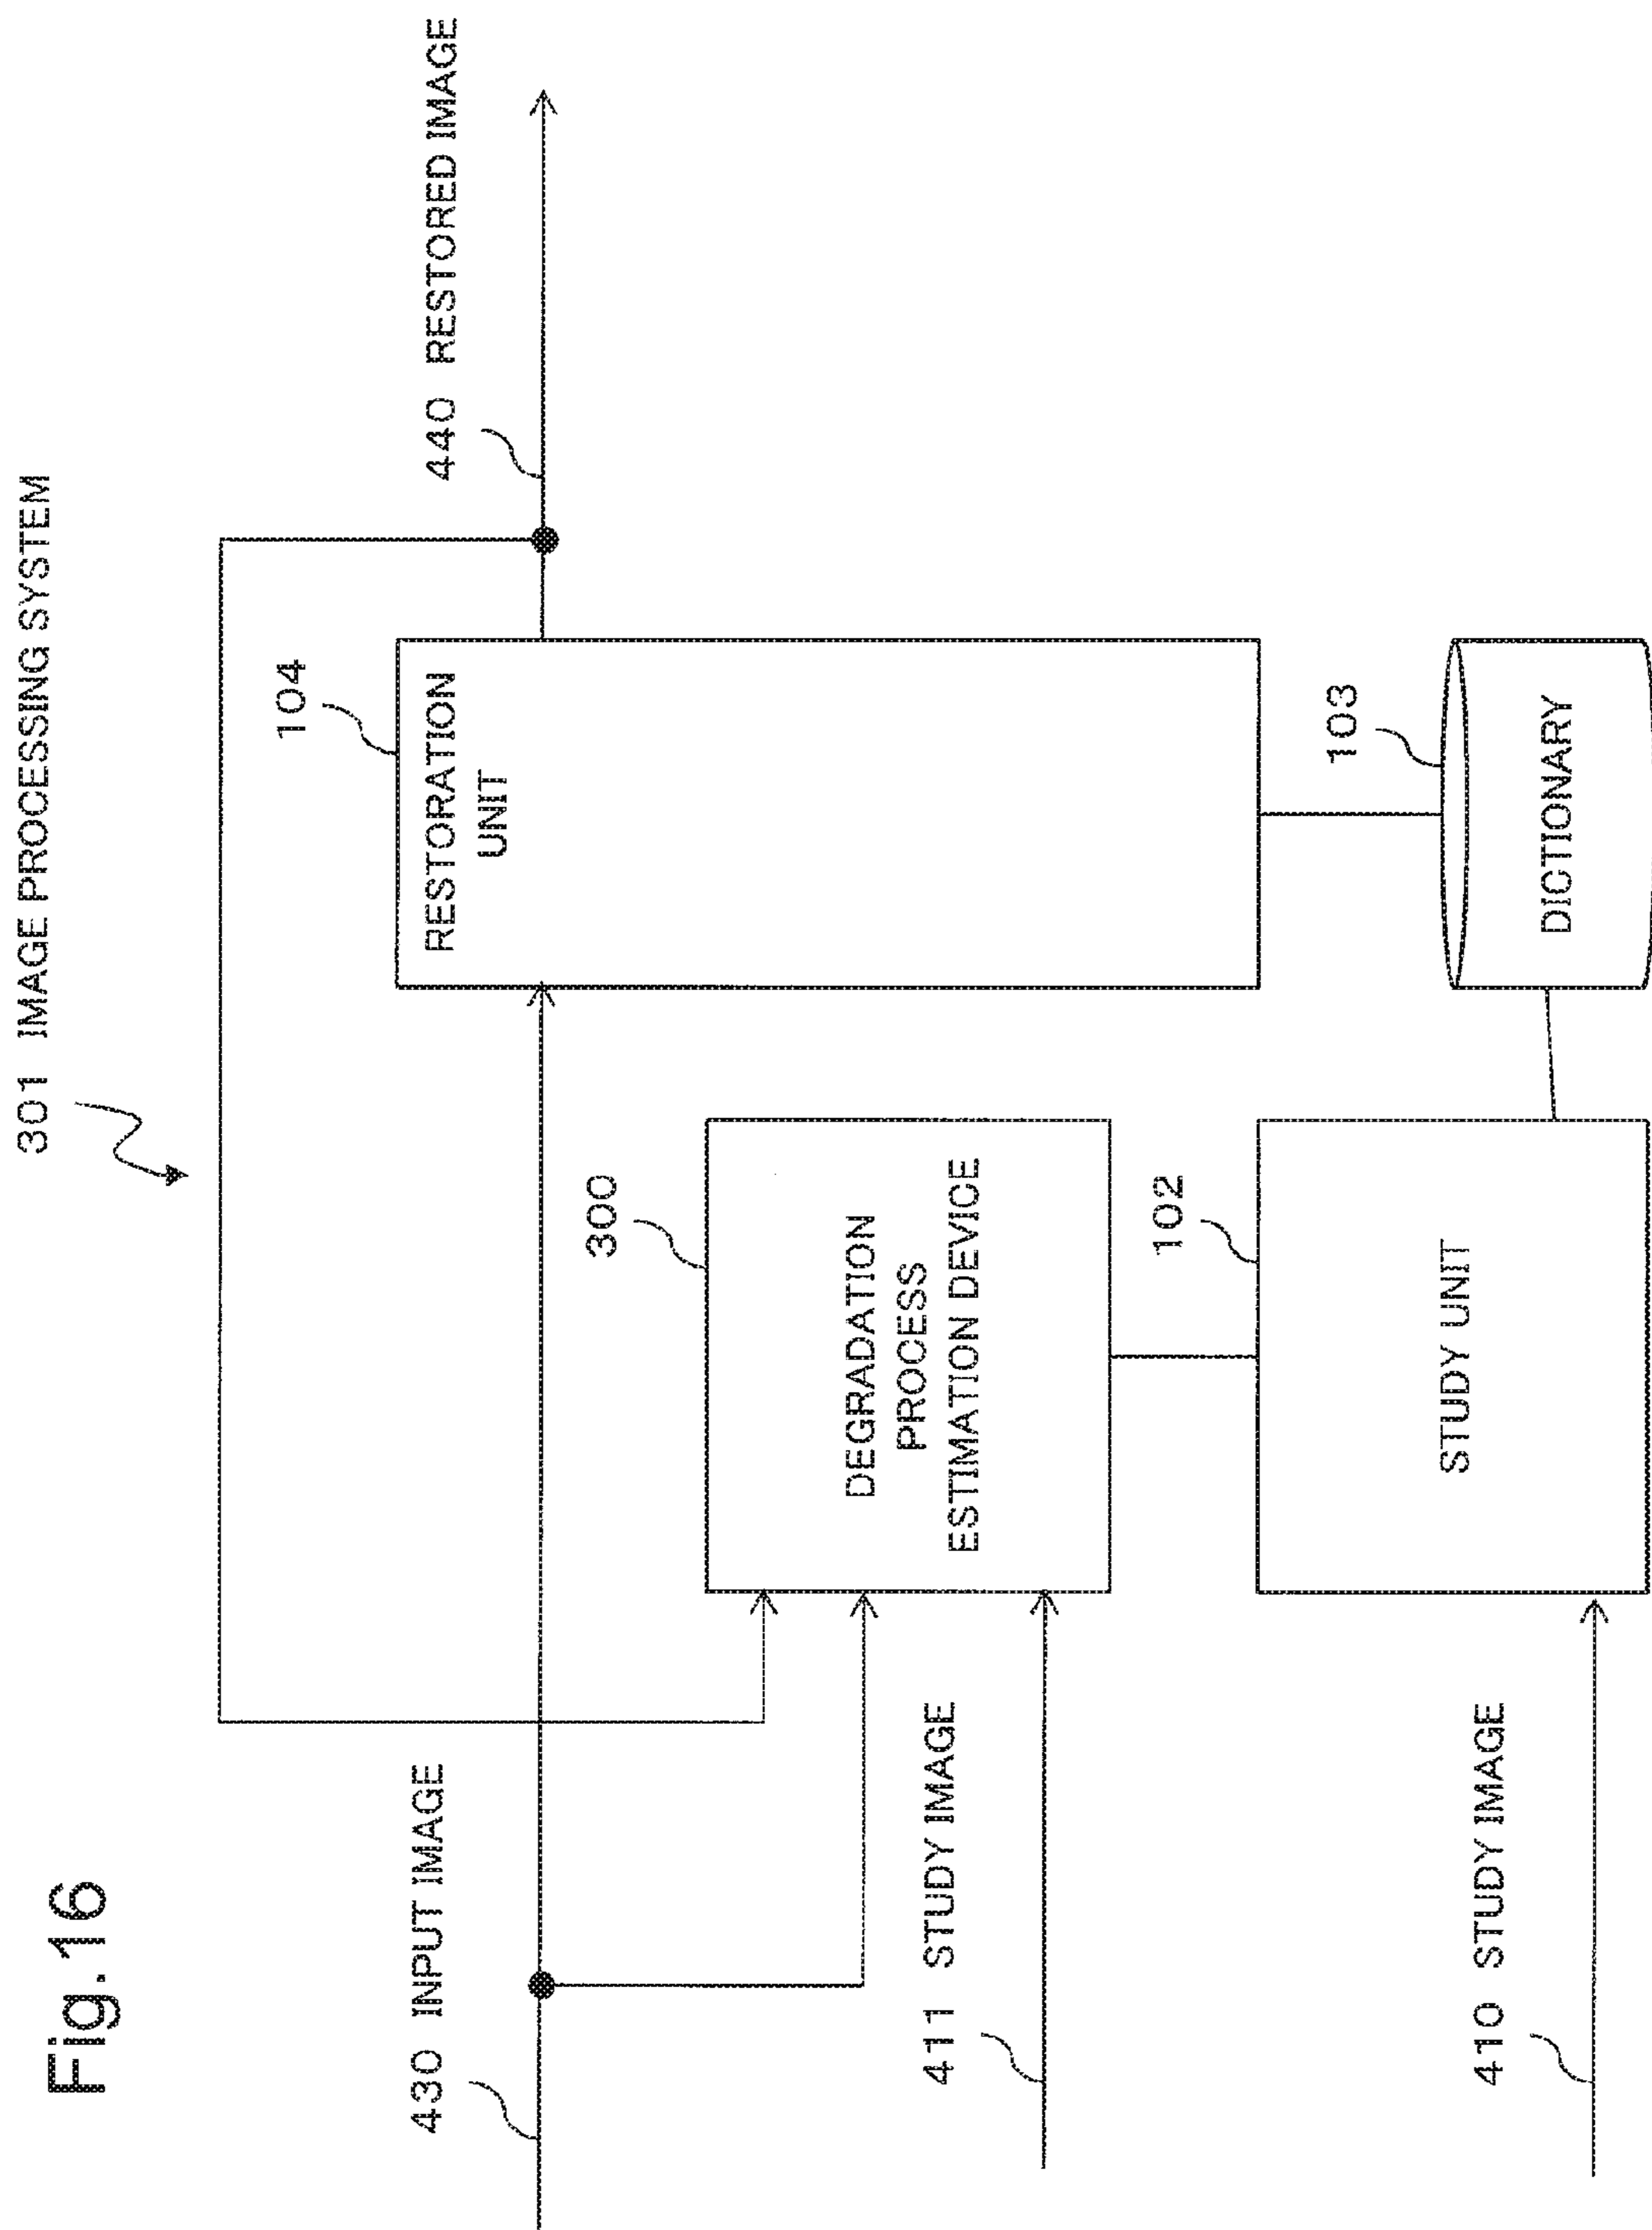 Fig.16
301 IMAGE PROCESSING SYSTEM
430 INPUT IMAGE
440 RESTORED IMAGE
104
RESTORATION
UNIT
300
DEGRADATION
PROCESS
ESTIMATION DEVICE
411 STUDY IMAGE
102
STUDY UNIT
103
DICTIONARY
410 STUDY IMAGE